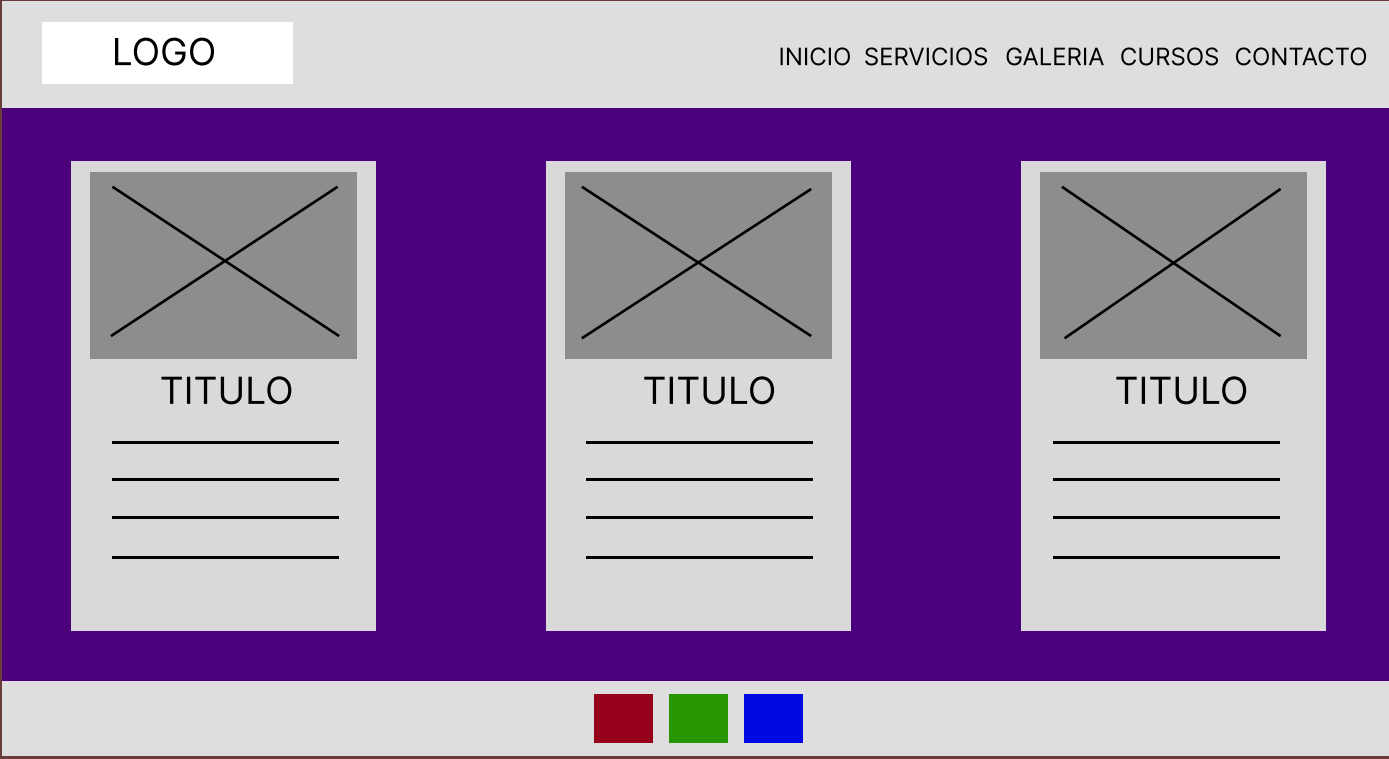 LOGO
INICIO SERVICIOS GALERIA CURSOS CONTACTO
TITULO
TITULO
TITULO